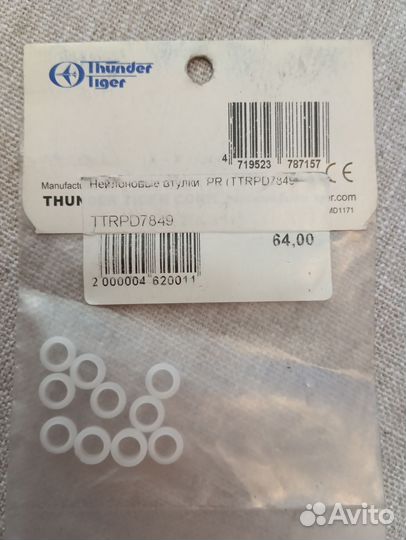 Thunder
Tiger
4 719523 787157
CE
Manufactu
Нейлоновые втулки, PR (TTRPD7849
THUN
er.com
MD1171
TTRPD7849
64,00
2 000004 620011
Avito